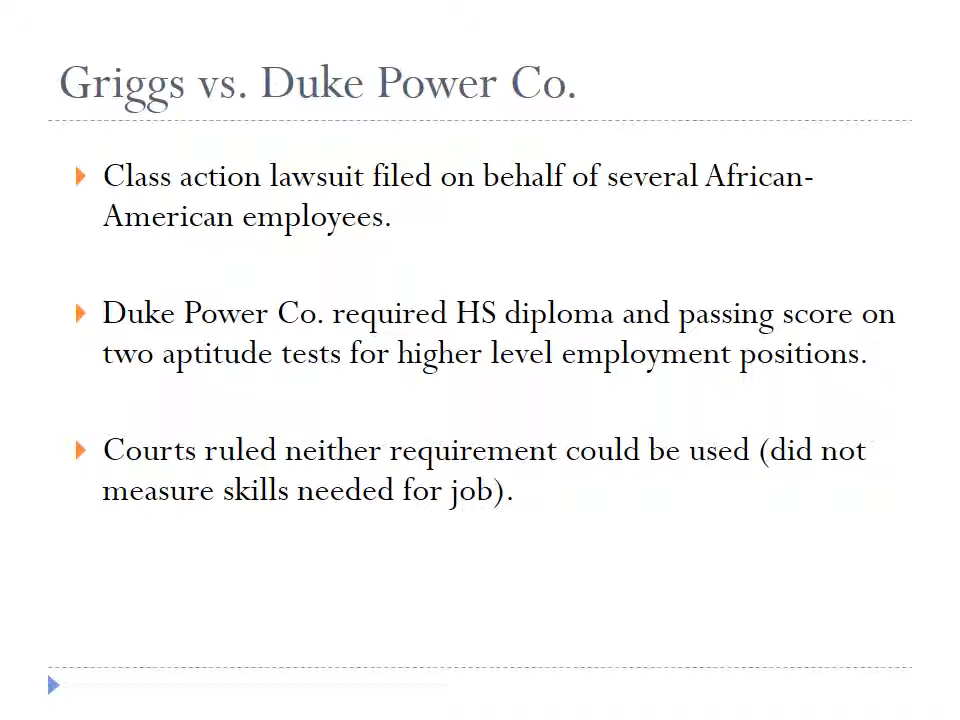 Griggs vs. Duke Power Co.
Class action lawsuit filed on behalf of several African-
American employees.
Duke Power Co. required HS diploma and passing score on
two aptitude tests for higher level employment positions.
Courts ruled neither requirement could be used (did not
measure skills needed for job).